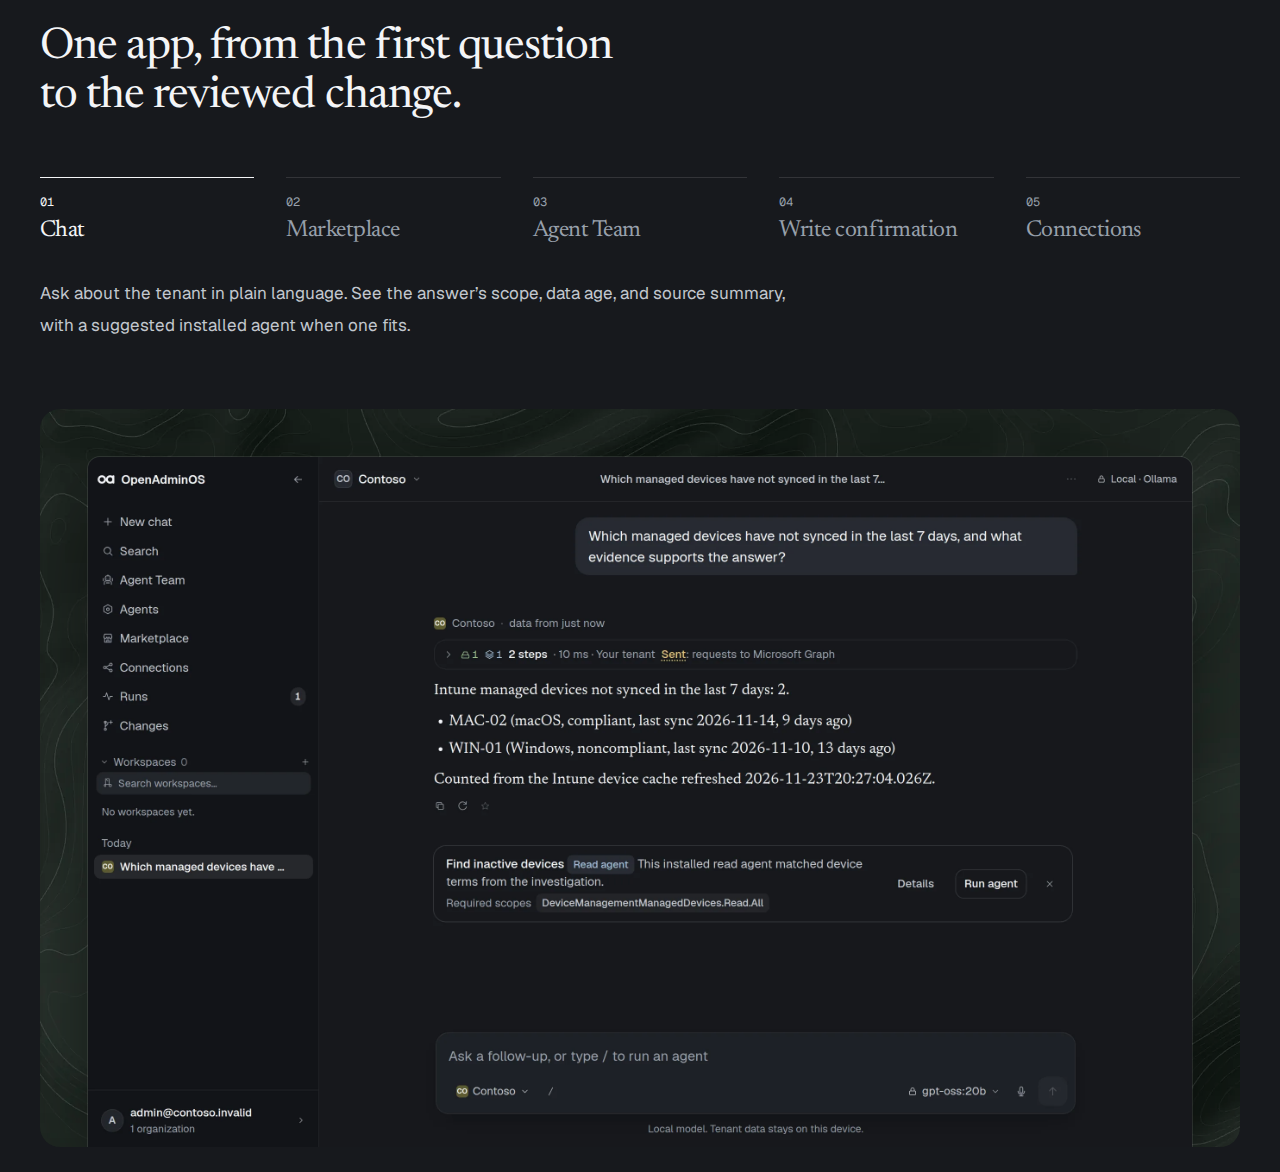 One app, from the first question
to the reviewed change.
01
Chat
02
Marketplace
03
Agent Team
04
Write confirmation
05
Connections
Ask about the tenant in plain language. See the answer’s scope, data age, and source summary,
with a suggested installed agent when one fits.
OpenAdminOS
New chat
Search
Agent Team
Agents
Marketplace
Connections
Runs 1
Changes
Workspaces 0
Search workspaces...
No workspaces yet.
Today
CO Which managed devices have ...
A
admin@contoso.invalid
1 organization
CO Contoso
Which managed devices have not synced in the last 7...
Local · Ollama
Which managed devices have not synced in the last 7 days, and what
evidence supports the answer?
CO Contoso · data from just now
1 1 2 steps · 10 ms · Your tenant Sent: requests to Microsoft Graph
Intune managed devices not synced in the last 7 days: 2.
• MAC-02 (macOS, compliant, last sync 2026-11-14, 9 days ago)
• WIN-01 (Windows, noncompliant, last sync 2026-11-10, 13 days ago)
Counted from the Intune device cache refreshed 2026-11-23T20:27:04.026Z.
Find inactive devices Read agent This installed read agent matched device
terms from the investigation.
Required scopes DeviceManagementManagedDevices.Read.All
Details
Run agent
Ask a follow-up, or type / to run an agent
CO Contoso /
gpt-oss:20b
Local model. Tenant data stays on this device.